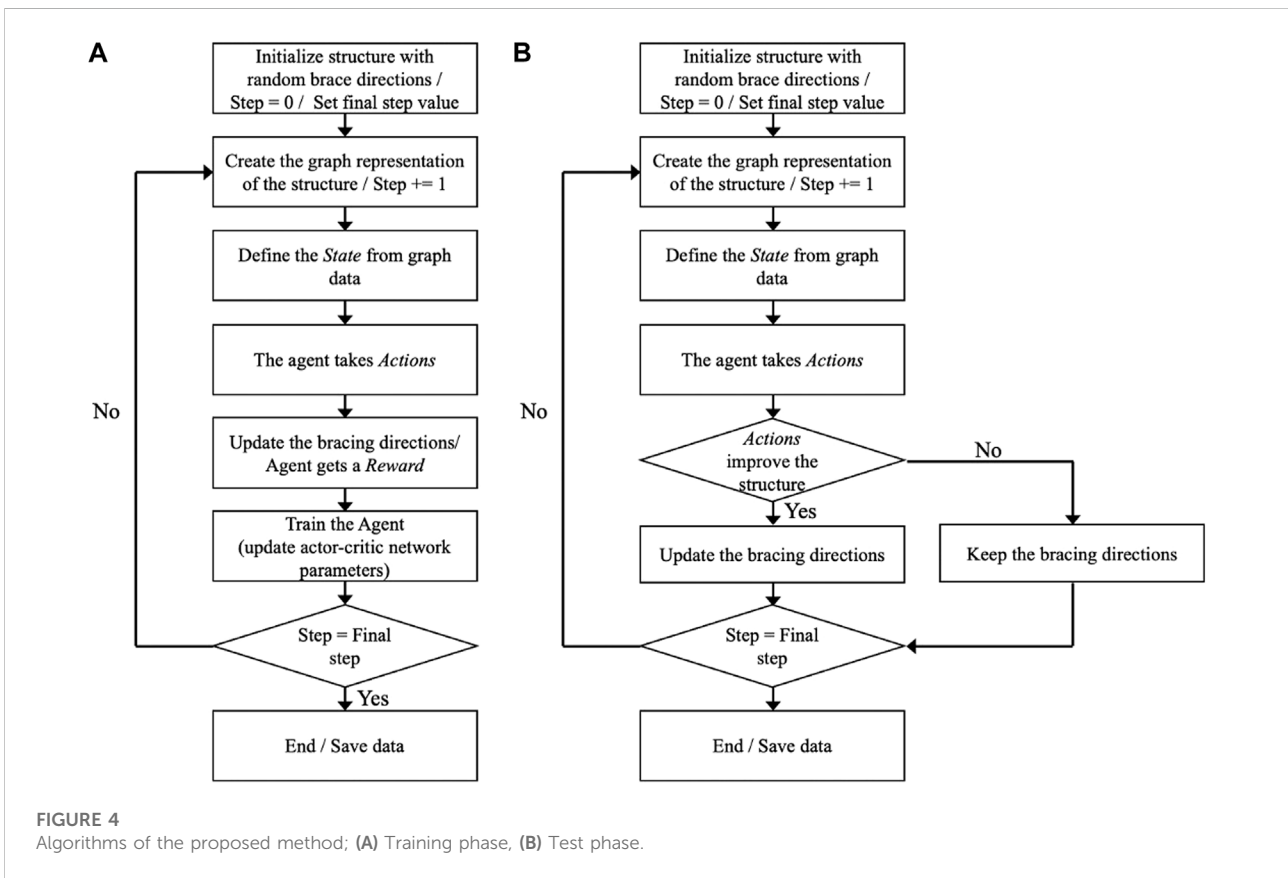 A
Initialize structure with
random brace directions /
Step = 0 / Set final step value
Create the graph representation
of the structure / Step += 1
Define the State from graph
data
The agent takes Actions
No
Update the bracing directions/
Agent gets a Reward
Train the Agent
(update actor-critic network
parameters)
Step = Final
step
Yes
End / Save data
B
Initialize structure with
random brace directions /
Step = 0 / Set final step value
Create the graph representation
of the structure / Step += 1
Define the State from graph
data
The agent takes Actions
No
Actions
improve the
structure
No
Yes
Update the bracing directions
Keep the bracing directions
Step = Final
step
End / Save data
FIGURE 4
Algorithms of the proposed method; (A) Training phase, (B) Test phase.